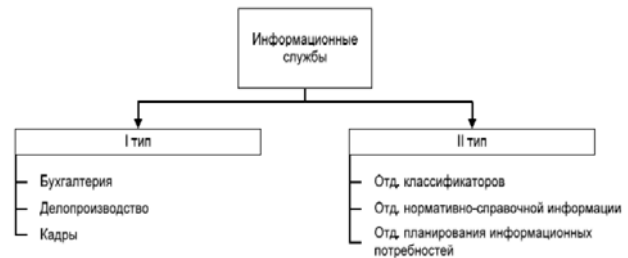 Информационные
службы
I тип
II тип
Бухгалтерия
Делопроизводство
Кадры
Отд. классификаторов
Отд. нормативно-справочной информации
Отд. планирования информационных
потребностей